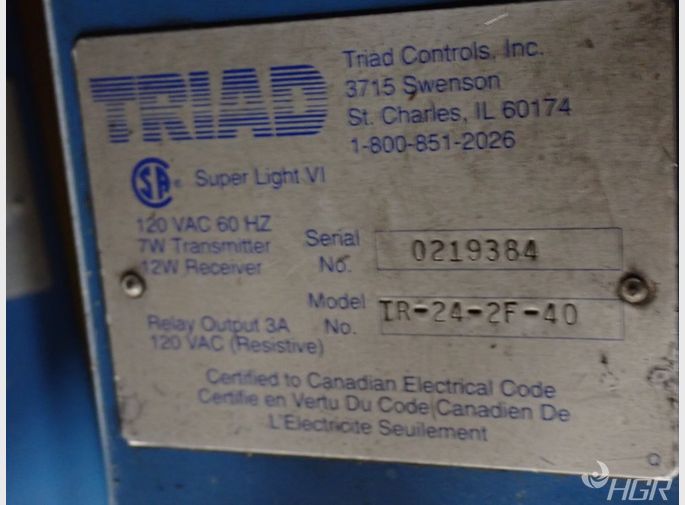 TRIAD
Triad Controls, Inc.
3715 Swenson
St. Charles, IL 60174
1-800-851-2026
Super Light VI
120 VAC 60 HZ
7W Transmitter
12W Receiver
Serial No. 0219384
Relay Output 3A
120 VAC (Resistive)
Model No. IR-24-2F-40
Certified to Canadian Electrical Code
Certifie en Vertu Du Code Canadien De
L'Electricite Seuilement
Q
HGR